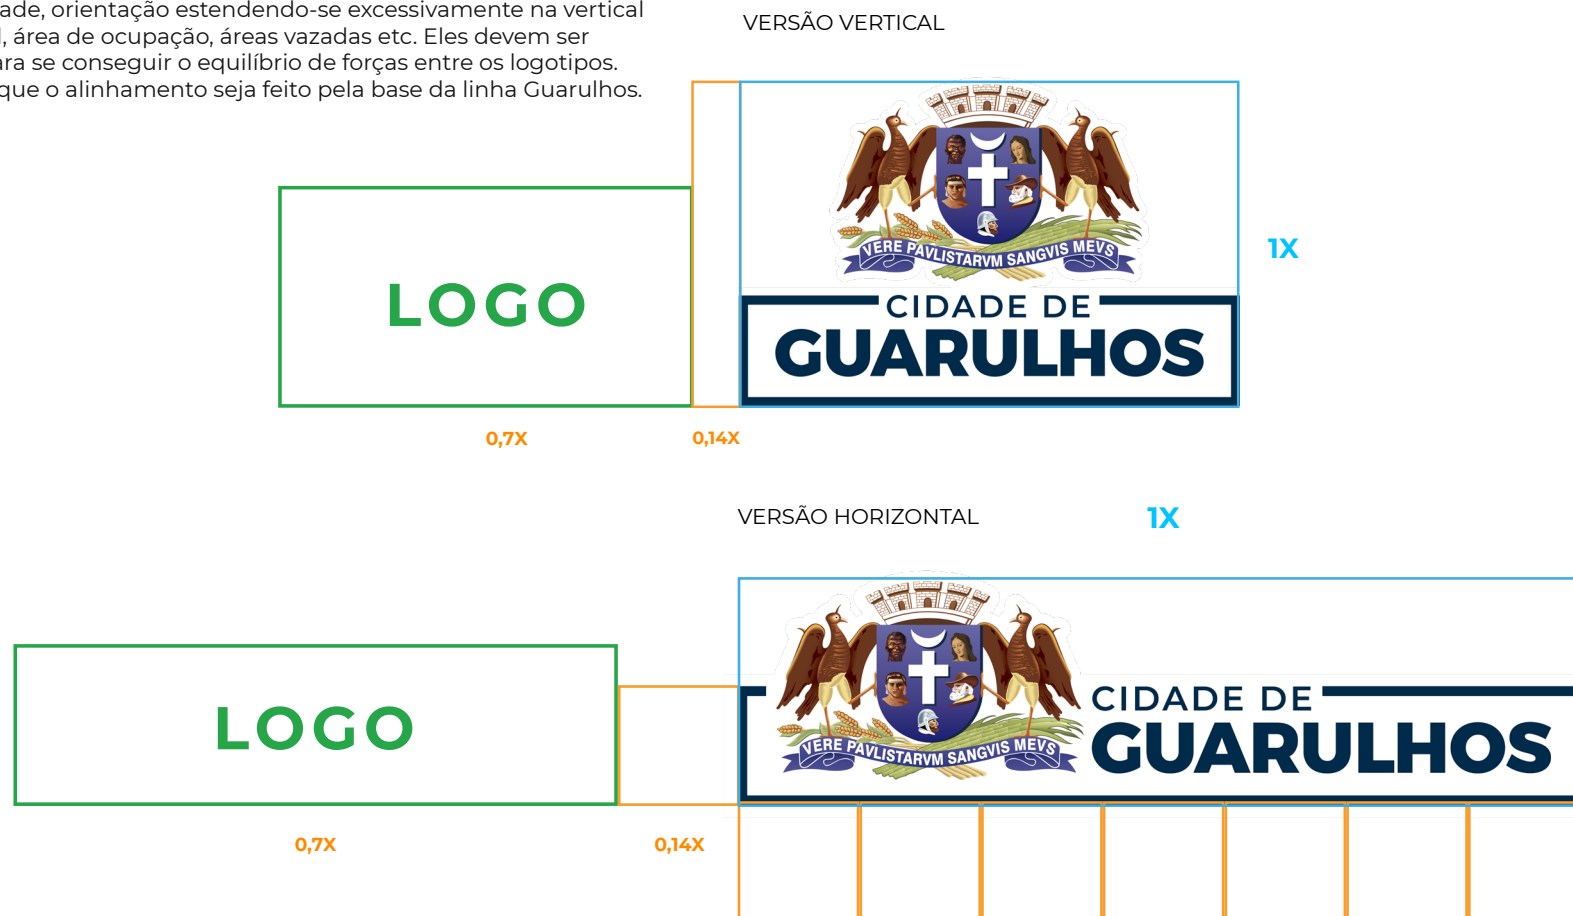 ade, orientação estendendo-se excessivamente na vertical
, área de ocupação, áreas vazadas etc. Eles devem ser
ara se conseguir o equilíbrio de forças entre os logotipos.
que o alinhamento seja feito pela base da linha Guarulhos.
VERSÃO VERTICAL
VERE PAVLISTARVM SANGVIS MEVS
1X
LOGO
CIDADE DE
GUARULHOS
0,7X
0,14X
VERSÃO HORIZONTAL
1X
LOGO
VERE PAVLISTARVM SANGVIS MEVS
CIDADE DE
GUARULHOS
0,7X
0,14X